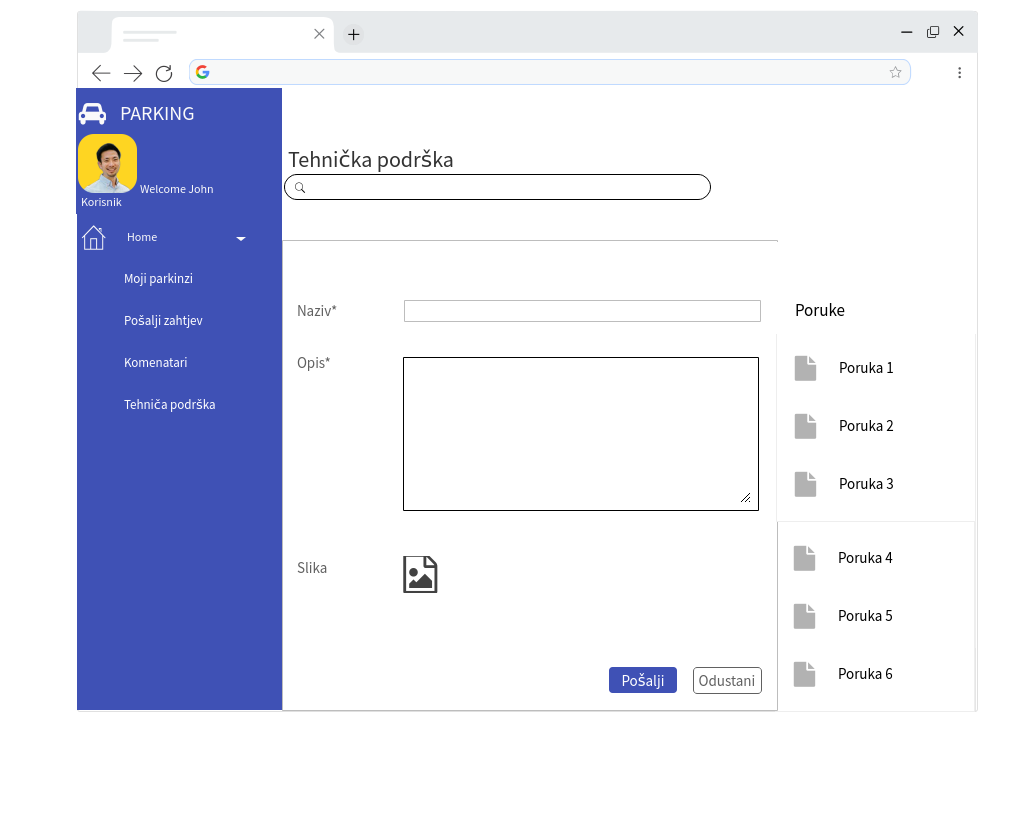 PARKING
Welcome John
Korisnik
Home
Moji parkinzi
Pošalji zahtjev
Komenatari
Tehniča podrška
Tehnička podrška
Naziv*
Opis*
Slika
Pošalji
Odustani
Poruke
Poruka 1
Poruka 2
Poruka 3
Poruka 4
Poruka 5
Poruka 6